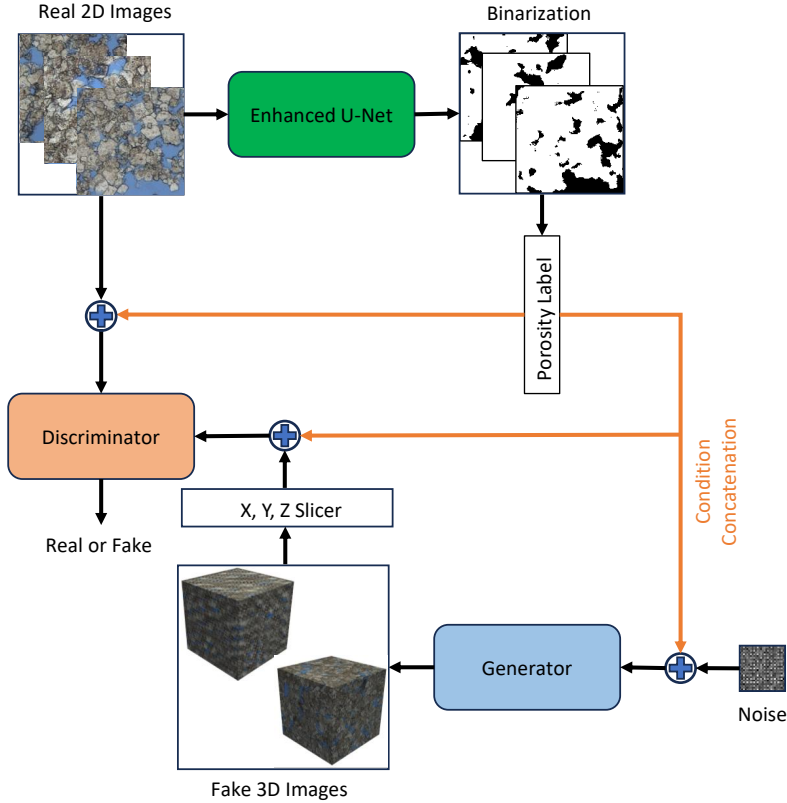 Real 2D Images
Binarization
Enhanced U-Net
Porosity Label
Discriminator
X, Y, Z Slicer
Condition
Concatenation
Real or Fake
Generator
Noise
Fake 3D Images